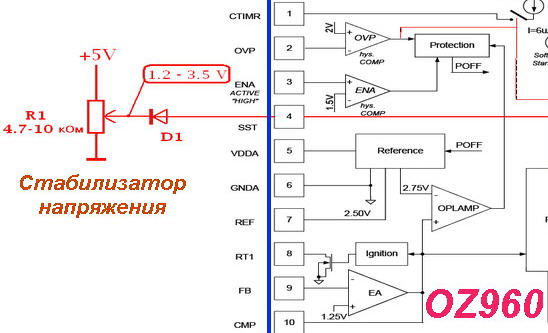 +5V
1.2 - 3.5 V
R1
4.7-10 кОм
D1
Стабилизатор
напряжения
CTIMR
OVP
ENA
ACTIVE
"HIGH"
SST
VDDA
GNDA
REF
RT1
FB
CMP
1
2
3
4
5
6
7
8
9
10
2V
OVP
hys.
COMP
Protection
POFF
I=6µ
Sof
Star
1.5V
ENA
hys.
COMP
Reference
POFF
2.75V
2.50V
OPLAMP
Ignition
EA
1.25V
OZ960